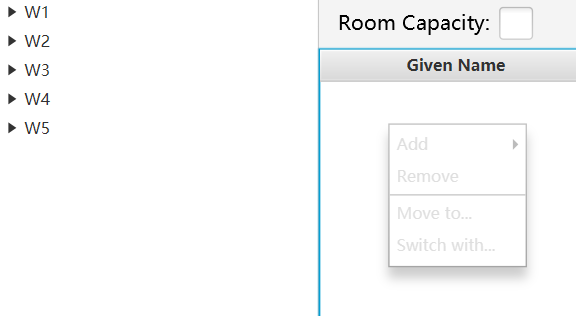 W1
W2
W3
W4
W5
Room Capacity:
Given Name
Add
Remove
Move to...
Switch with...